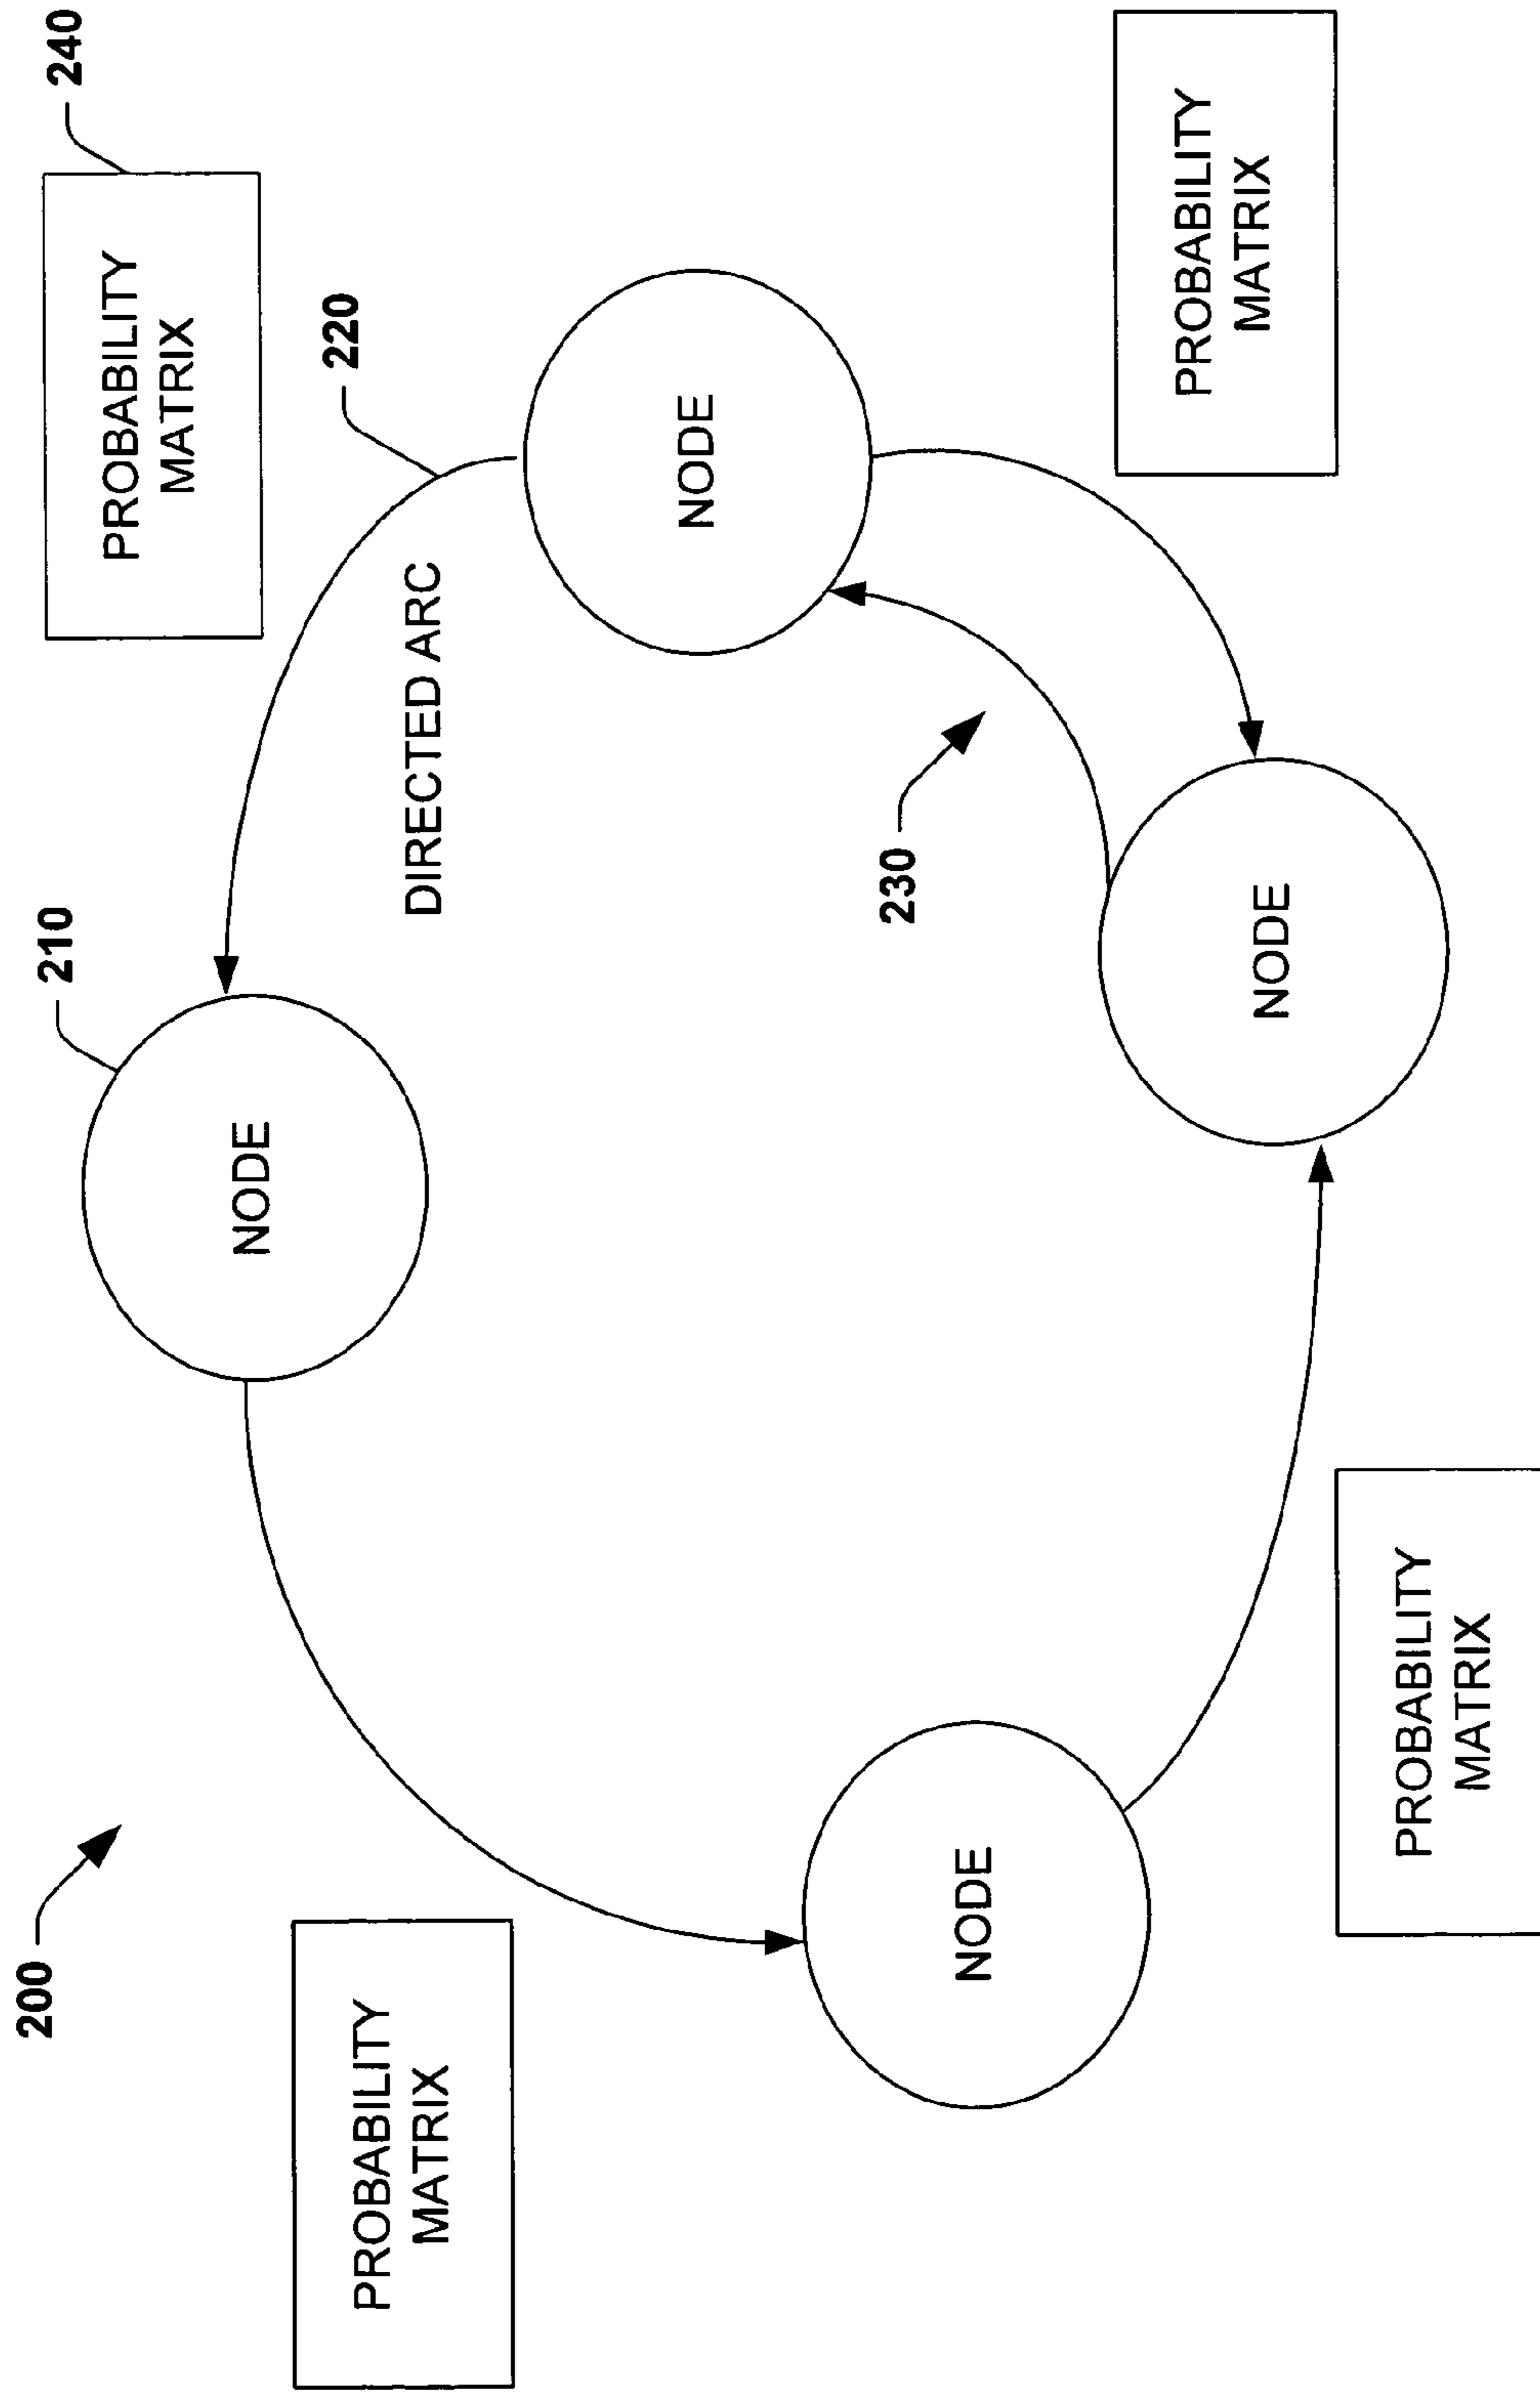 200
210
240
PROBABILITY
MATRIX
NODE
220
PROBABILITY
MATRIX
DIRECTED ARC
NODE
230
NODE
PROBABILITY
MATRIX
NODE
PROBABILITY
MATRIX